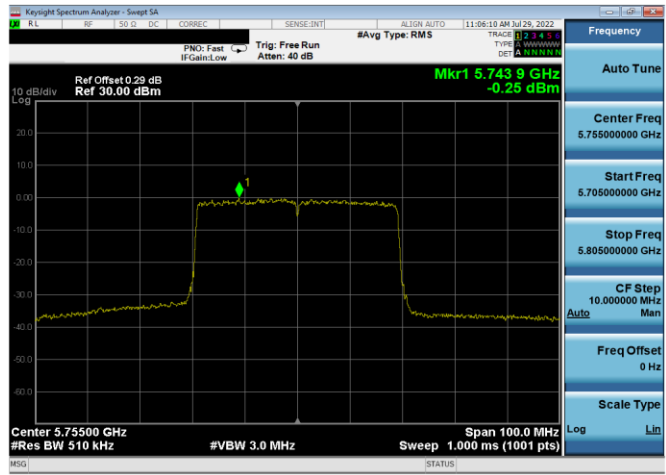 Keysight Spectrum Analyzer - Swept SA
RL RF 50 Ω DC CORREC SENSE:INT ALIGN AUTO 11:06:10 AM Jul 29, 2022
#Avg Type: RMS
TRACE 1 2 3 4 5 6
TYPE A WWWWW
DET A N N N N N
PNO: Fast
IFGain:Low
Trig: Free Run
Atten: 40 dB
Frequency
Auto Tune
Mkr1 5.743 9 GHz
-0.25 dBm
Ref Offset 0.29 dB
Ref 30.00 dBm
10 dB/div
Log
20.0
10.0
0.00
-10.0
-20.0
-30.0
-40.0
-50.0
-60.0
1
Center Freq
5.755000000 GHz
Start Freq
5.705000000 GHz
Stop Freq
5.805000000 GHz
CF Step
10.000000 MHz
Auto Man
Freq Offset
0 Hz
Scale Type
Log Lin
Center 5.75500 GHz
Span 100.0 MHz
#Res BW 510 kHz
#VBW 3.0 MHz
Sweep 1.000 ms (1001 pts)
MSG
STATUS